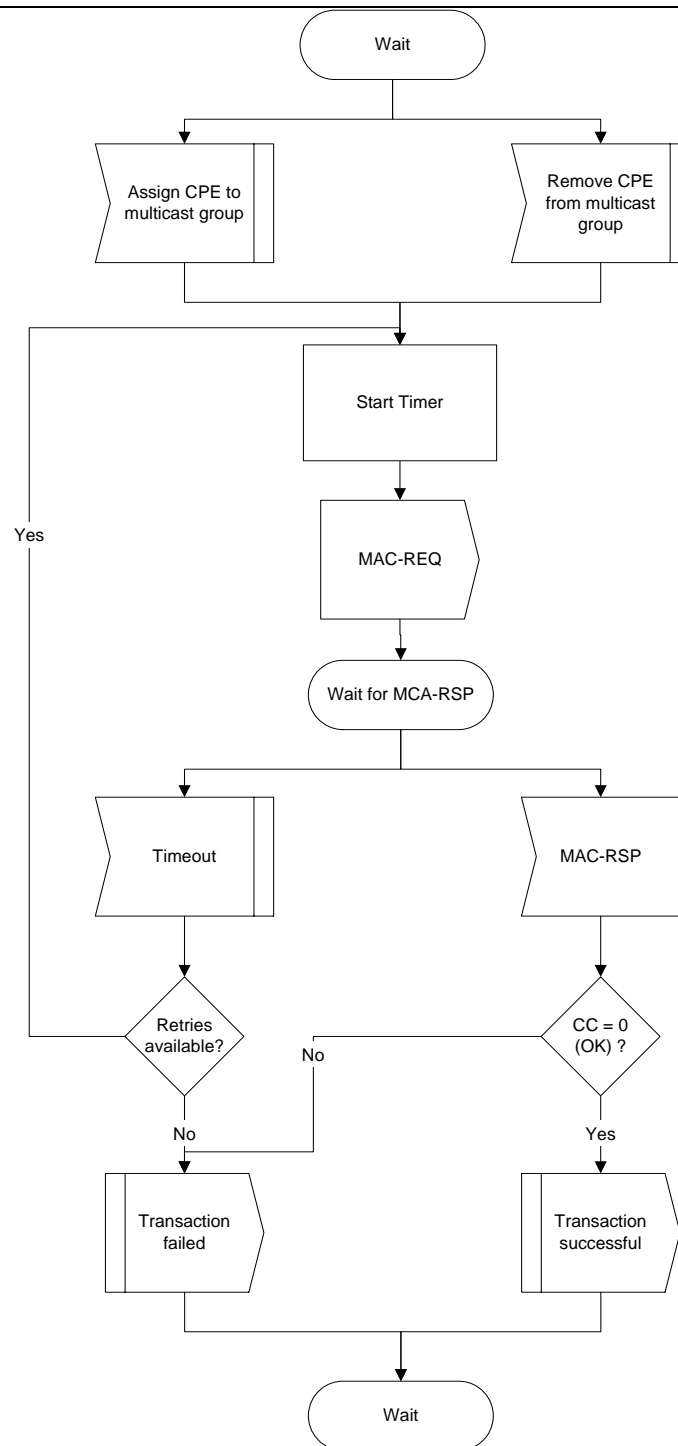 Wait
Assign CPE to
multicast group
Remove CPE
from multicast
group
Start Timer
Yes
MAC-REQ
Wait for MCA-RSP
Timeout
MAC-RSP
Retries
available?
CC = 0
(OK) ?
No
No
Yes
Transaction
failed
Transaction
successful
Wait